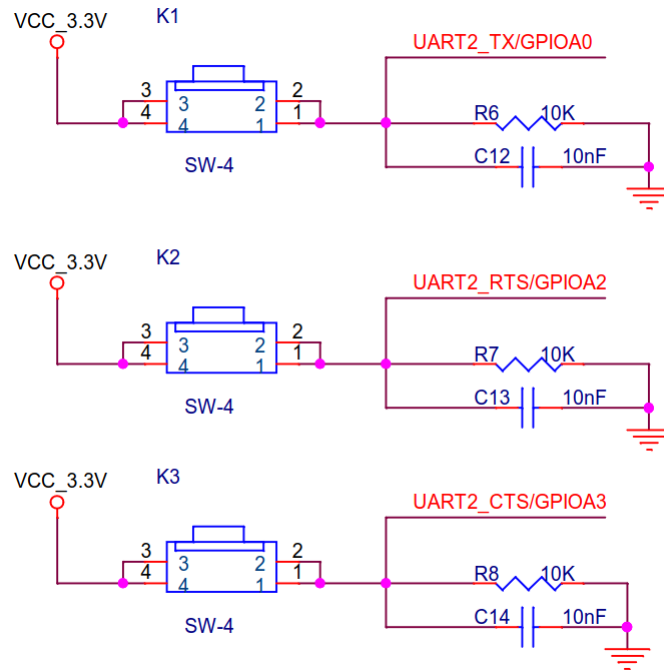 VCC_3.3V
K1
UART2_TX/GPIOA0
3 3 2 2
4 4 1 1
R6 10K
SW-4
C12 10nF
VCC_3.3V
K2
UART2_RTS/GPIOA2
3 3 2 2
4 4 1 1
R7 10K
SW-4
C13 10nF
VCC_3.3V
K3
UART2_CTS/GPIOA3
3 3 2 2
4 4 1 1
R8 10K
SW-4
C14 10nF